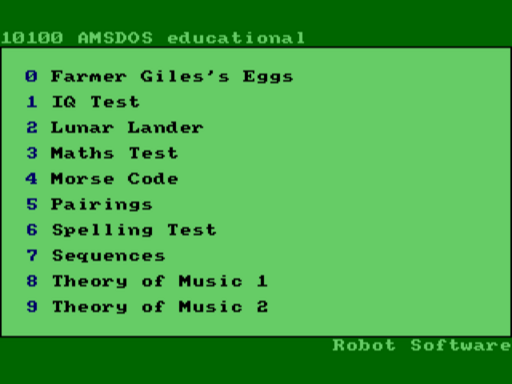 10100 AMSDOS educational
0 Farmer Giles's Eggs
1 IQ Test
2 Lunar Lander
3 Maths Test
4 Morse Code
5 Pairings
6 Spelling Test
7 Sequences
8 Theory of Music 1
9 Theory of Music 2
Robot Software